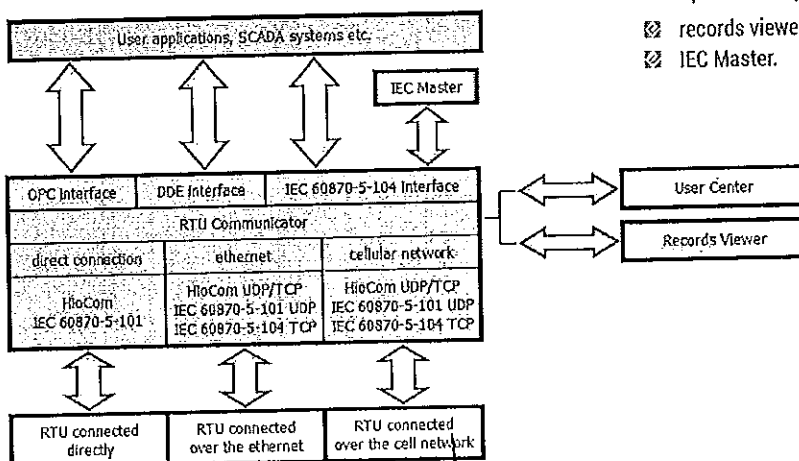 records viewe
IEC Master.
User applications, SCADA systems etc.
IEC Master
OPC Interface
DDE Interface
IEC 60870-5-104 Interface
RTU Communicator
direct connection
ethernet
cellular network
HioCom
IEC 60870-5-101
HioCom UDP/TCP
IEC 60870-5-101 UDP
IEC 60870-5-104 TCP
HioCom UDP/TCP
IEC 60870-5-101 UDP
IEC 60870-5-104 TCP
User Center
Records Viewer
RTU connected
directly
RTU connected
over the ethernet
RTU connected
over the cell network